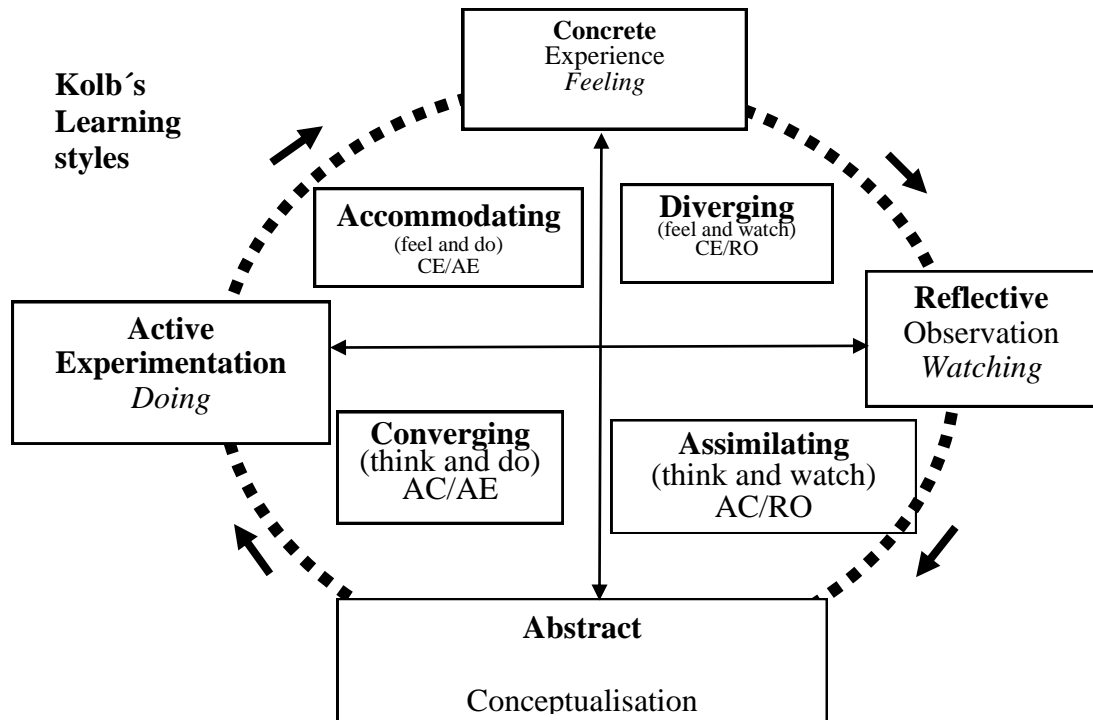 Concrete
Experience
Feeling
Kolb´s
Learning
styles
Accommodating
(feel and do)
CE/AE
Diverging
(feel and watch)
CE/RO
Active
Experimentation
Doing
Reflective
Observation
Watching
Converging
(think and do)
AC/AE
Assimilating
(think and watch)
AC/RO
Abstract
Conceptualisation